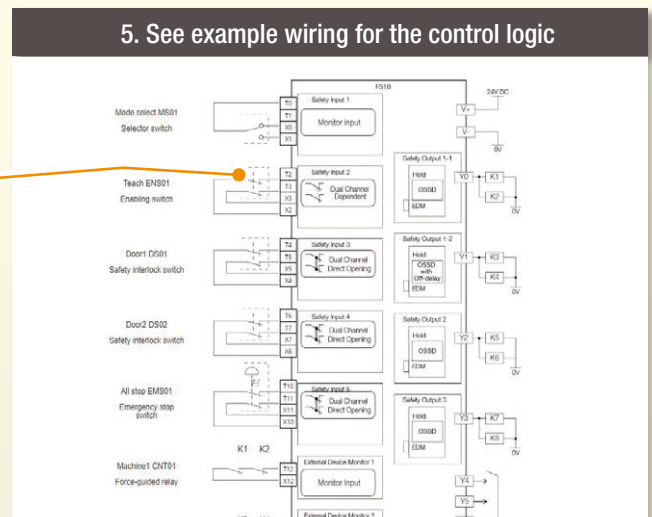 5. See example wiring for the control logic
FS1B
24V DC
Mode select MS01
Selector switch
T0
T1
X0
X1
Safety Input 1
Monitor Input
V+
V-
0V
Teach ENS01
Enabling switch
T2
T3
X3
X2
Safety Input 2
Dual Channel
Dependent
Safety Output 1-1
Hold
OSSD
EDM
Y0
K1
K2
0V
Door1 DS01
Safety interlock switch
T4
T5
X5
X4
Safety Input 3
Dual Channel
Direct Opening
Safety Output 1-2
Hold
OSSD
with
Off-delay
EDM
Y1
K3
K4
0V
Door2 DS02
Safety interlock switch
T6
T7
X7
X6
Safety Input 4
Dual Channel
Direct Opening
Safety Output 2
Hold
OSSD
EDM
Y2
K5
K6
0V
All stop EMS01
Emergency stop
switch
T10
T11
X11
X10
Safety Input 5
Dual Channel
Direct Opening
Safety Output 3
Hold
OSSD
EDM
Y3
K7
K8
0V
K1 K2
Machine1 CNT01
Force-guided relay
T12
X12
External Device Monitor 1
Monitor Input
Y4
Y5
External Device Monitor 2